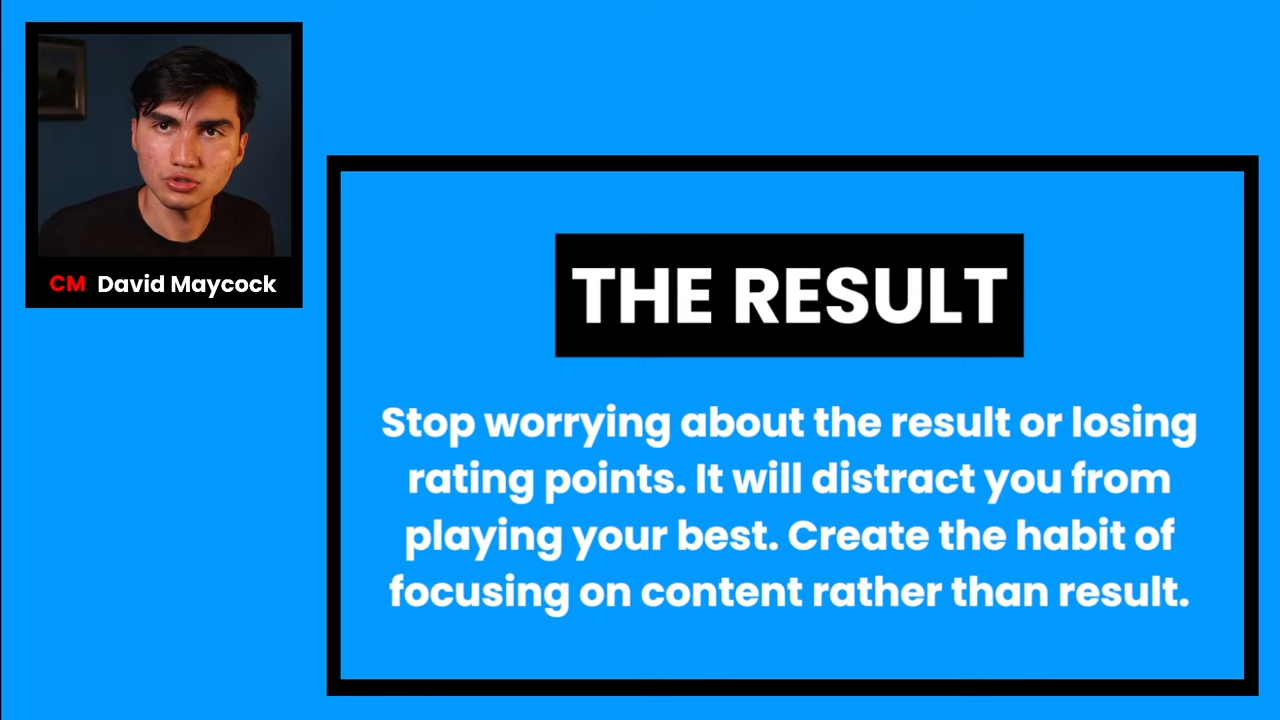 CM David Maycock
THE RESULT
Stop worrying about the result or losing
rating points. It will distract you from
playing your best. Create the habit of
focusing on content rather than result.